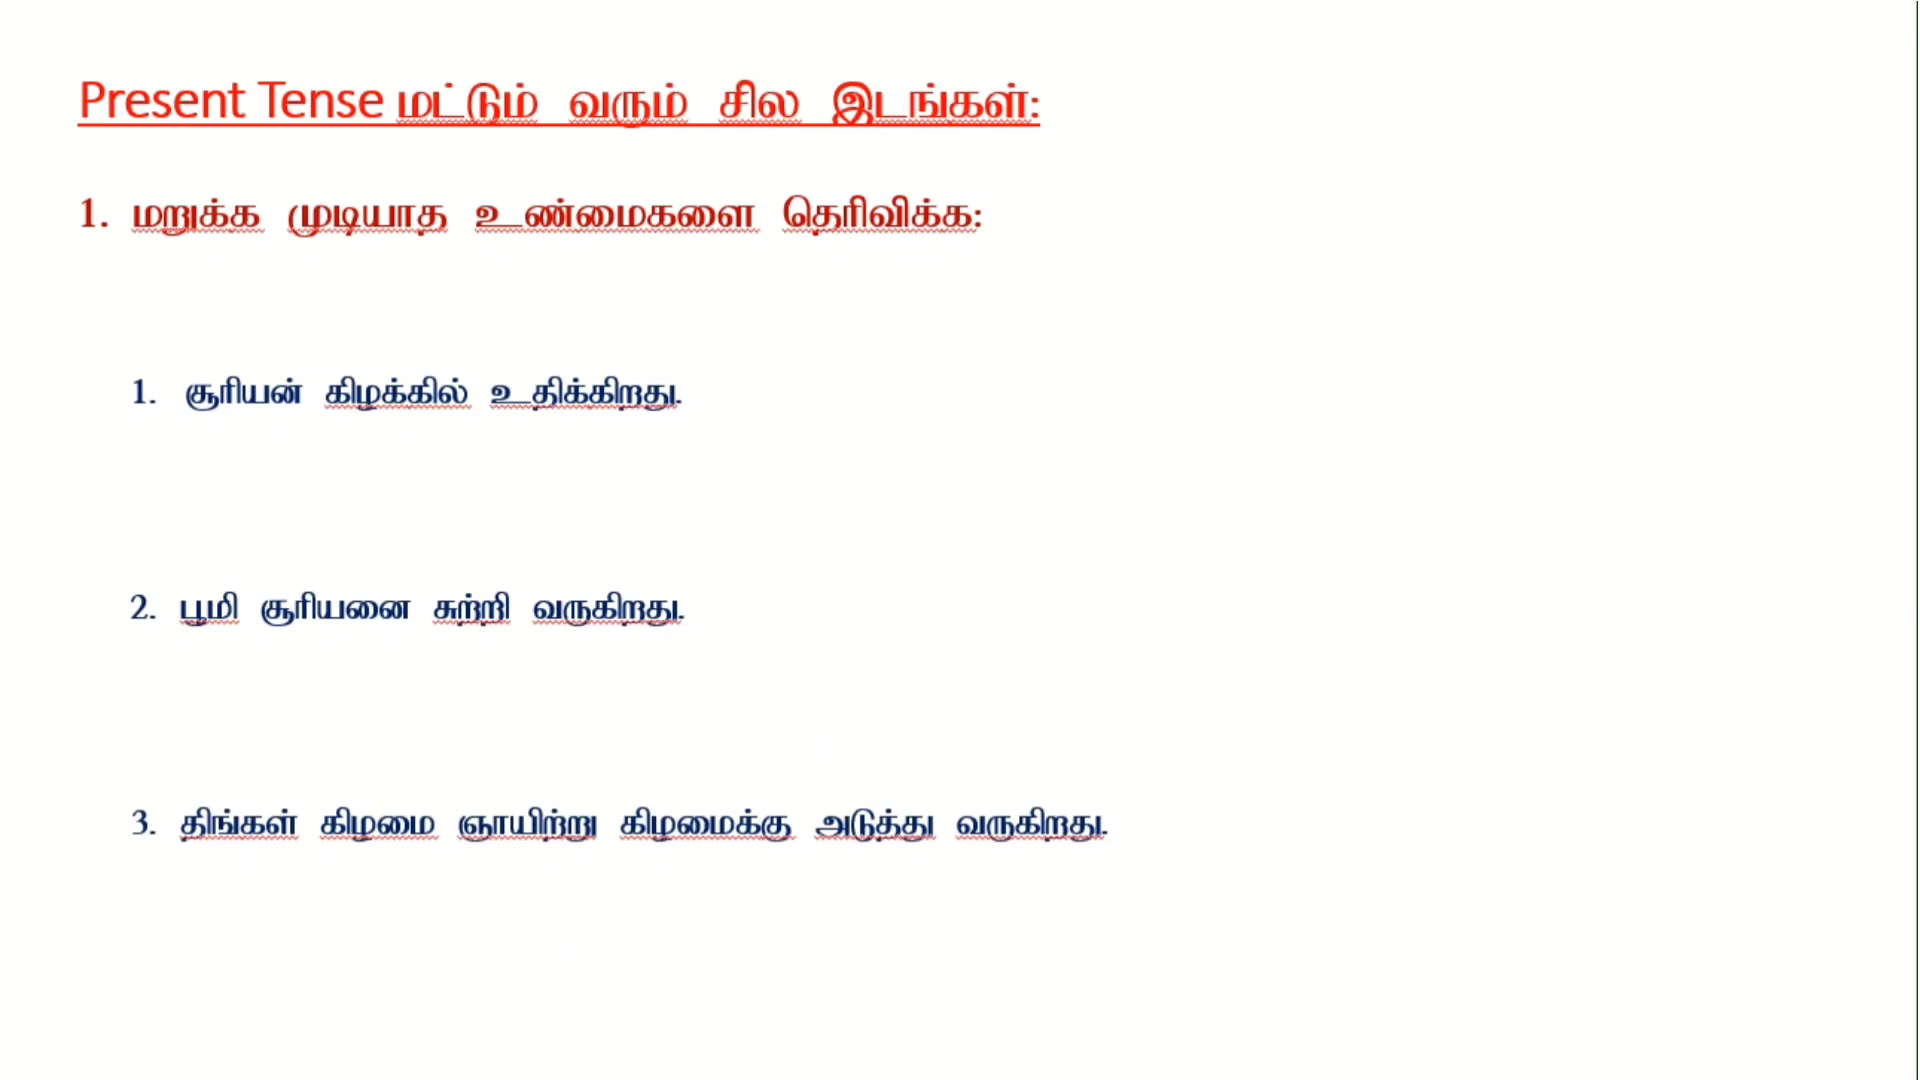 Present Tense மட்டும் வரும் சில இடங்கள்:
1. மறுக்க முடியாத உண்மைகளை தெரிவிக்க:
1. சூரியன் கிழக்கில் உதிக்கிறது.
2. பூமி சூரியனை சுற்றி வருகிறது.
3. திங்கள் கிழமை ஞாயிற்று கிழமைக்கு அடுத்து வருகிறது.